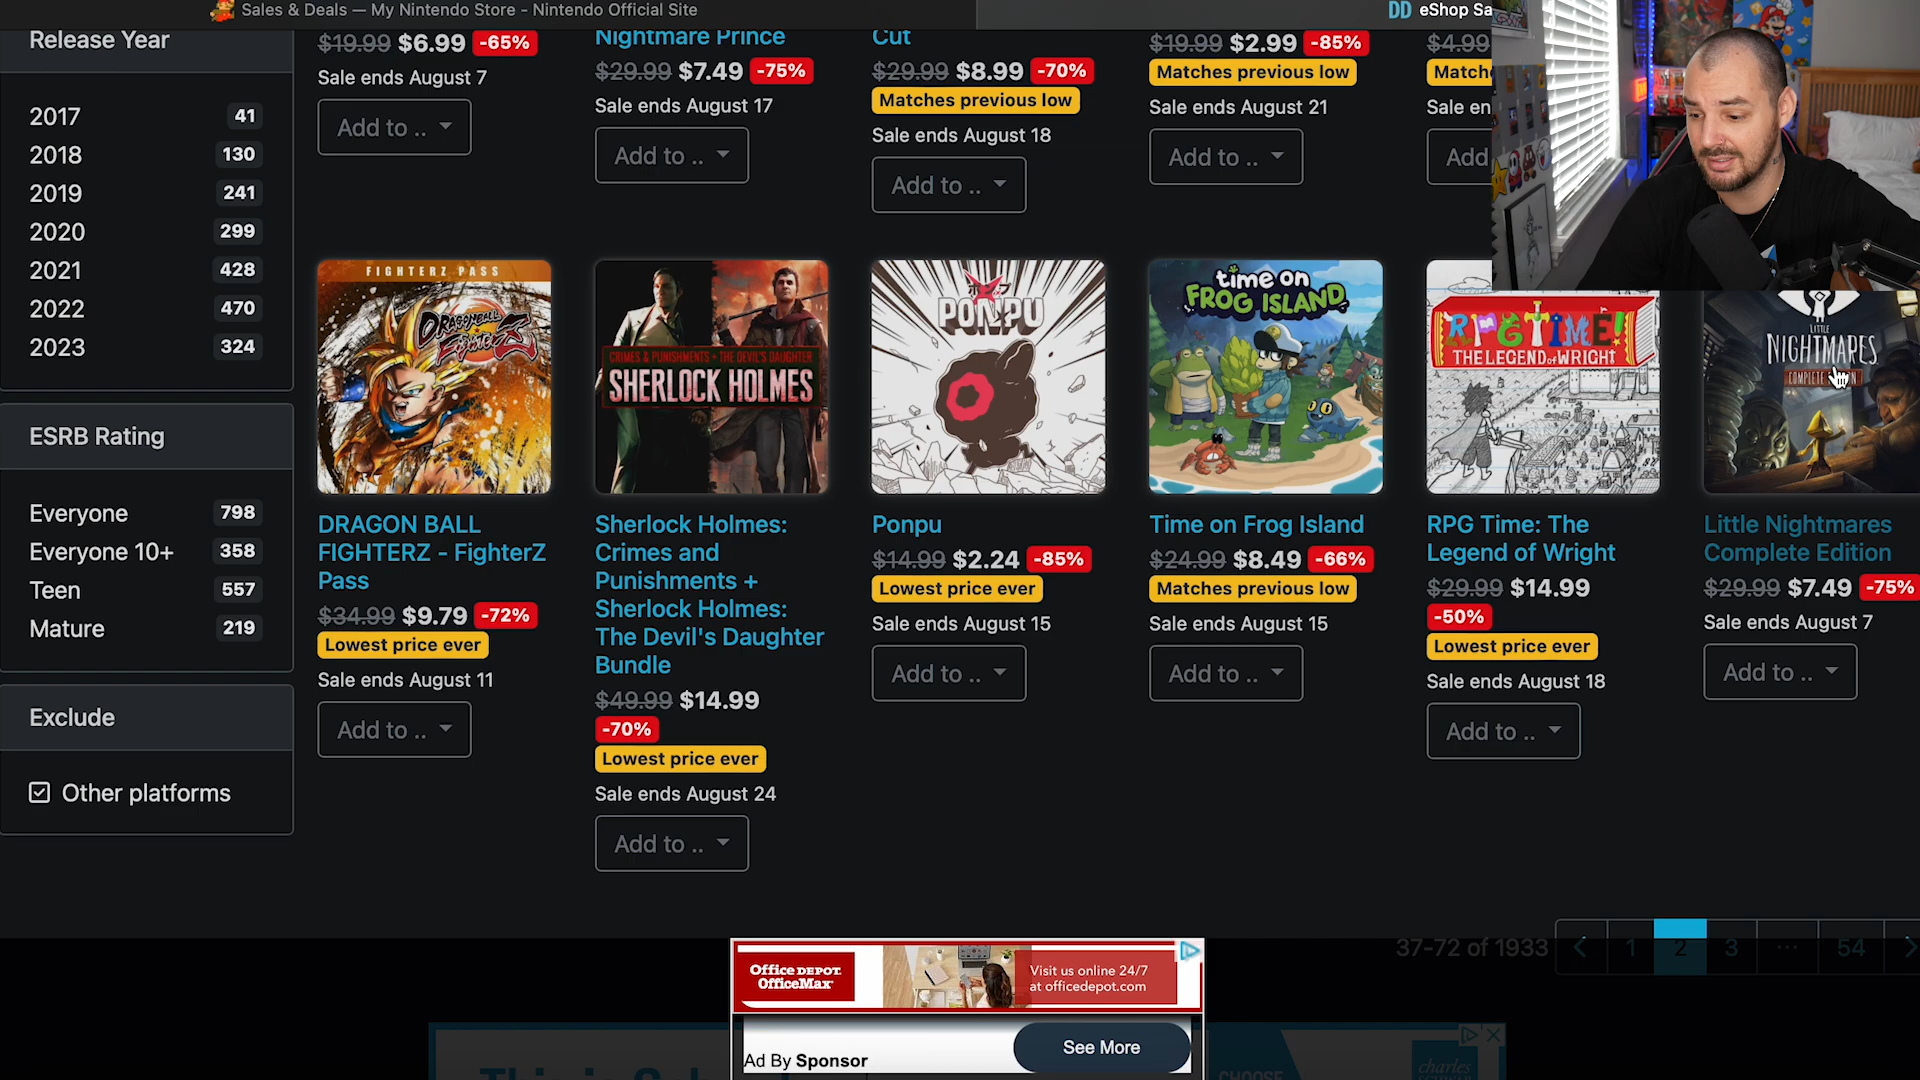 Sales & Deals — My Nintendo Store - Nintendo Official Site
DD eShop Sa
Release Year
2017 41
2018 130
2019 241
2020 299
2021 428
2022 470
2023 324
ESRB Rating
Everyone 798
Everyone 10+ 358
Teen 557
Mature 219
Exclude
Other platforms
$19.99 $6.99 -65%
Sale ends August 7
Add to ..
Nightmare Prince
$29.99 $7.49 -75%
Sale ends August 17
Add to ..
Cut
$29.99 $8.99 -70%
Matches previous low
Sale ends August 18
Add to ..
$19.99 $2.99 -85%
Matches previous low
Sale ends August 21
Add to ..
$4.99
Match
Sale en
Add
FIGHTERZ PASS
DRAGONBALL
FighterZ
DRAGON BALL
FIGHTERZ - FighterZ
Pass
$34.99 $9.79 -72%
Lowest price ever
Sale ends August 11
Add to ..
CRIMES & PUNISHMENTS + THE DEVIL'S DAUGHTER
SHERLOCK HOLMES
Sherlock Holmes:
Crimes and
Punishments +
Sherlock Holmes:
The Devil's Daughter
Bundle
$49.99 $14.99
-70%
Lowest price ever
Sale ends August 24
Add to ..
PONPU
Ponpu
$14.99 $2.24 -85%
Lowest price ever
Sale ends August 15
Add to ..
time on
FROG ISLAND
Time on Frog Island
$24.99 $8.49 -66%
Matches previous low
Sale ends August 15
Add to ..
RPG TIME!
THE LEGEND of WRIGHT
RPG Time: The
Legend of Wright
$29.99 $14.99
-50%
Lowest price ever
Sale ends August 18
Add to ..
LITTLE
NIGHTMARES
COMPLETE
Little Nightmares
Complete Edition
$29.99 $7.49 -75%
Sale ends August 7
Add to ..
37-72 of 1933 < 1 2 3 ... 54 >
Office DEPOT
OfficeMax
Visit us online 24/7
at officedepot.com
Ad By Sponsor
See More
CHOOSE
charles